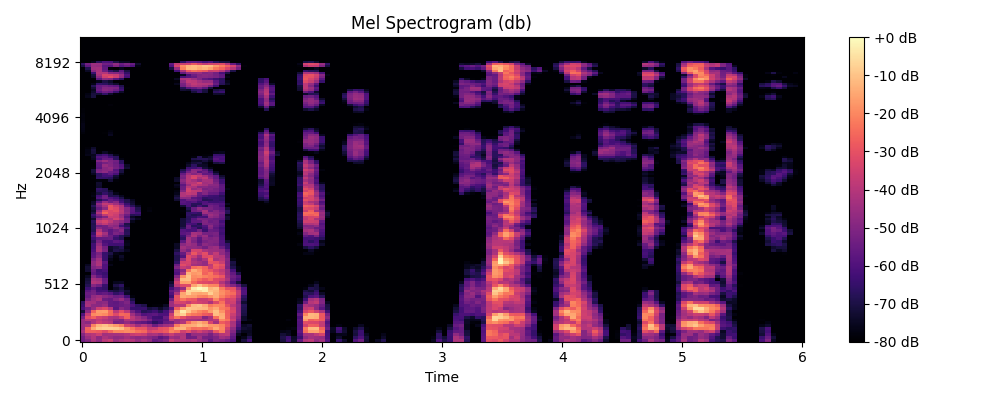 Mel Spectrogram (db)
Hz
8192
4096
2048
1024
512
0
0 1 2 3 4 5 6
Time
+0 dB
-10 dB
-20 dB
-30 dB
-40 dB
-50 dB
-60 dB
-70 dB
-80 dB